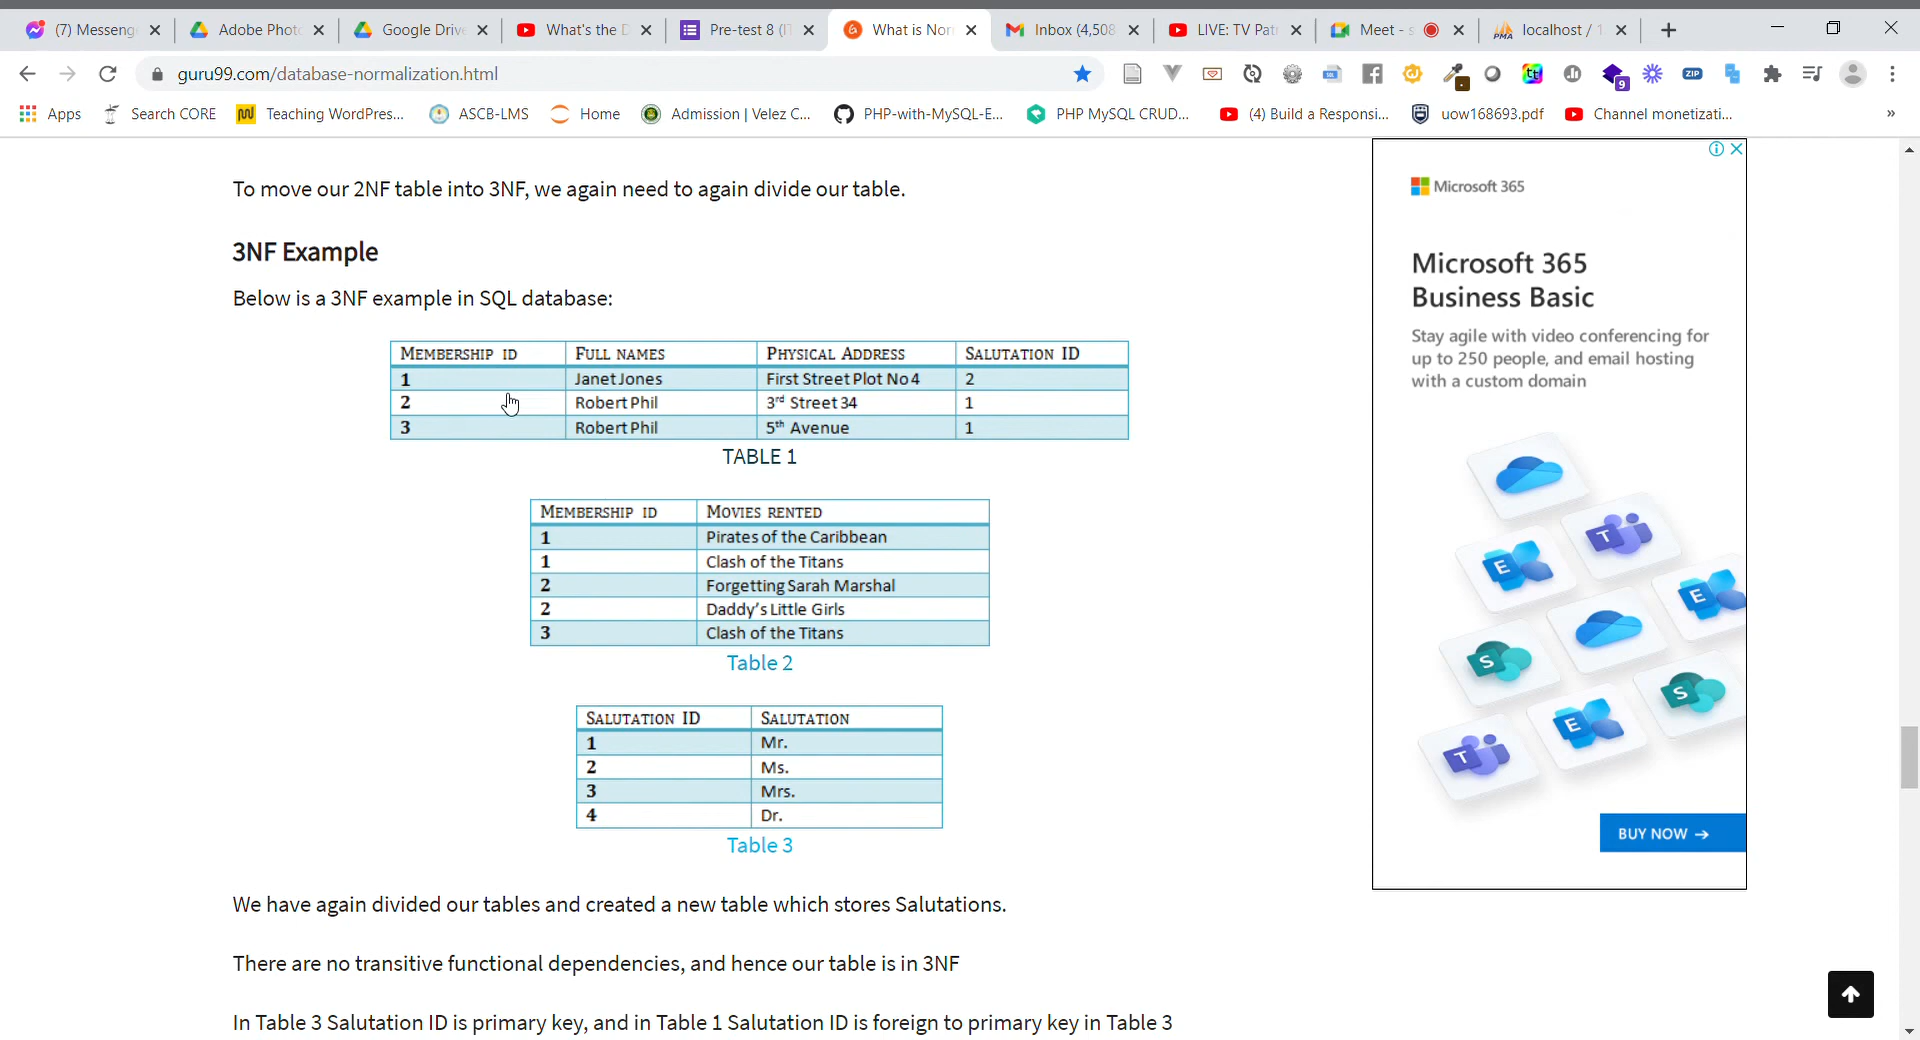 (7) Messeng
Adobe Phot
Google Driv
What's the D
Pre-test 8 (I
What is Nor
Inbox (4,508
LIVE: TV Pat
Meet - s
localhost / 1
guru99.com/database-normalization.html
Apps
Search CORE
Teaching WordPres...
ASCB-LMS
Home
Admission | Velez C...
PHP-with-MySQL-E...
PHP MySQL CRUD...
(4) Build a Responsi...
uow168693.pdf
Channel monetizati...
»
To move our 2NF table into 3NF, we again need to again divide our table.
3NF Example
Below is a 3NF example in SQL database:
MEMBERSHIP ID FULL NAMES PHYSICAL ADDRESS SALUTATION ID
1 Janet Jones First Street Plot No 4 2
2 Robert Phil 3rd Street 34 1
3 Robert Phil 5th Avenue 1
TABLE 1
MEMBERSHIP ID MOVIES RENTED
1 Pirates of the Caribbean
1 Clash of the Titans
2 Forgetting Sarah Marshal
2 Daddy's Little Girls
3 Clash of the Titans
Table 2
SALUTATION ID SALUTATION
1 Mr.
2 Ms.
3 Mrs.
4 Dr.
Table 3
We have again divided our tables and created a new table which stores Salutations.
There are no transitive functional dependencies, and hence our table is in 3NF
In Table 3 Salutation ID is primary key, and in Table 1 Salutation ID is foreign to primary key in Table 3
Microsoft 365
Microsoft 365
Business Basic
Stay agile with video conferencing for
up to 250 people, and email hosting
with a custom domain
BUY NOW →